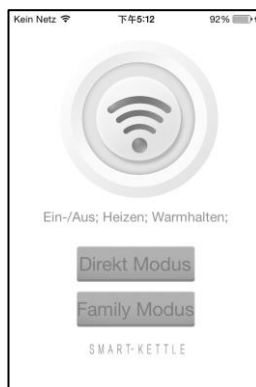 Kein Netz 下午5:12 92%
Ein-/Aus; Heizen; Warmhalten;
Direkt Modus
Family Modus
SMART-KETTLE